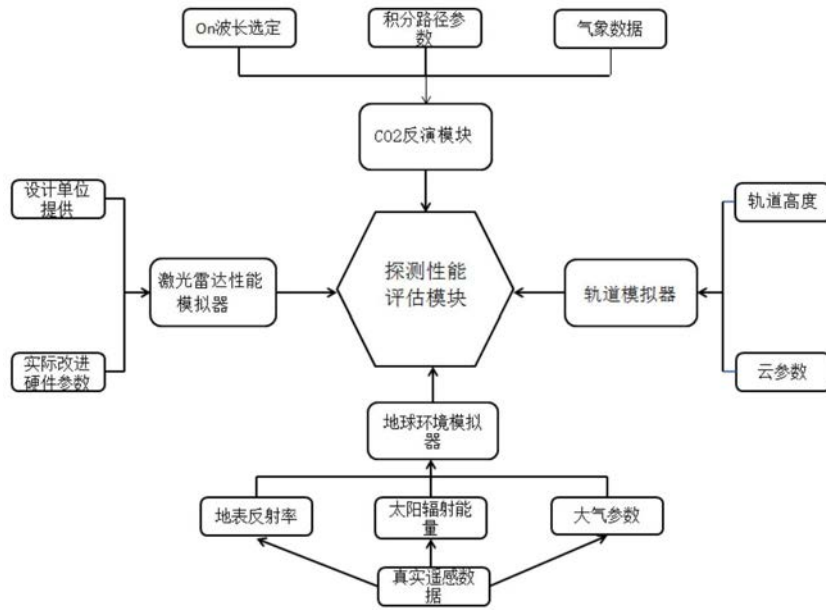 On波长选定
积分路径参
数
气象数据
CO2反演模块
设计单位
提供
轨道高度
探测性能
评估模块
激光雷达性能
模拟器
轨道模拟器
实际改进
硬件参数
云参数
地球环境模拟
器
地表反射率
太阳辐射能
量
大气参数
真实遥感数
据